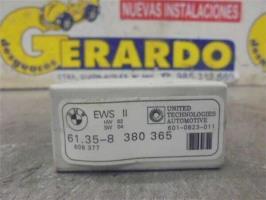 NUEVAS INSTALACIONES
GERARDO
desguaces
BMW
EWS II
HW 02
SW 04
UNITED
TECHNOLOGIES
AUTOMOTIVE
601-0823-011
61.35-8 380 365
606 377